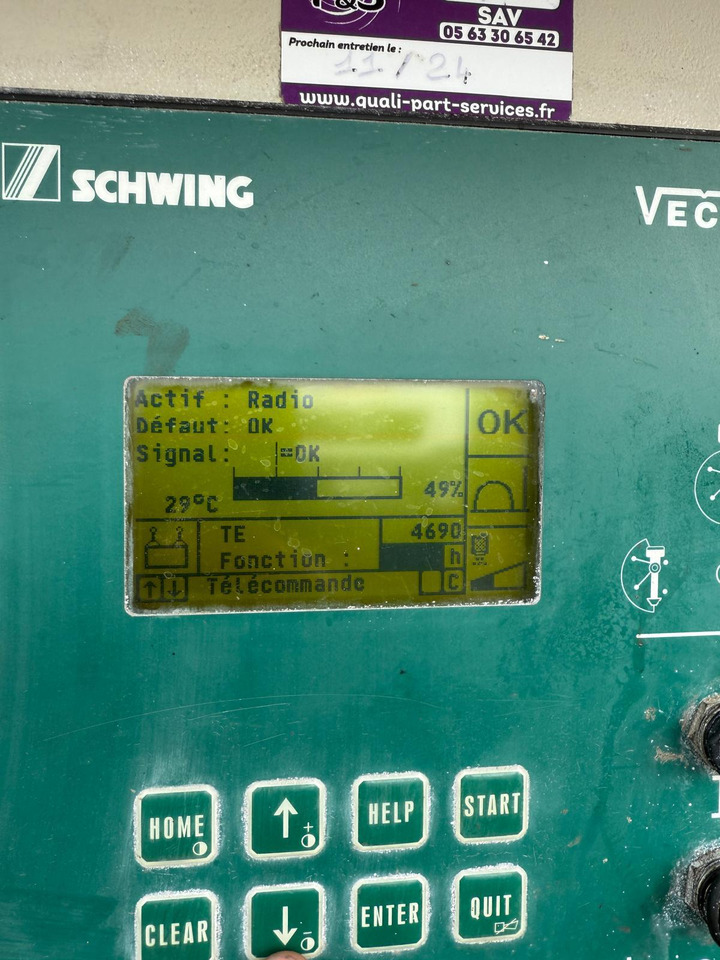 SAV
05 63 30 65 42
Prochain entretien le :
11/24
www.quali-part-services.fr
SCHWING
VEC
Actif : Radio
Défaut: OK
OK
Signal: =OK
49%
29°C
TE
4690
Fonction :
h
↑↓ Télécommande
C
HOME
↑ +
HELP
START
CLEAR
↓ -
ENTER
QUIT